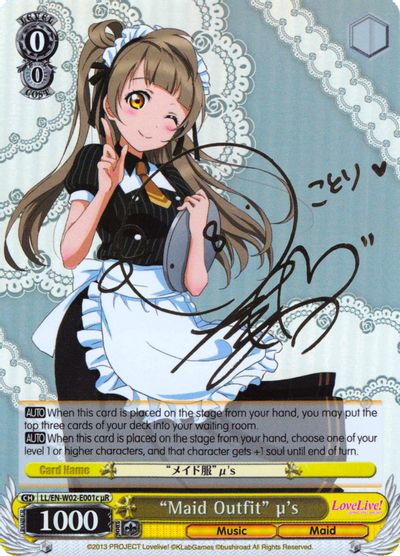 LEVEL
0
0
COST
ことり♥
AUTO When this card is placed on the stage from your hand, you may put
the top three cards of your deck into your waiting room.
AUTO When this card is placed on the stage from your hand, choose one of your
level 1 or higher characters, and that character gets +1 soul until end of turn.
Card Name
“メイド服” μ's
CH LL/EN-W02-E001c μR
POWER
1000
“Maid Outfit” μ's
LoveLive!
Music
Maid
©2013 PROJECT Lovelive! ©KLabGames ©bushiroad All Rights Reserved.